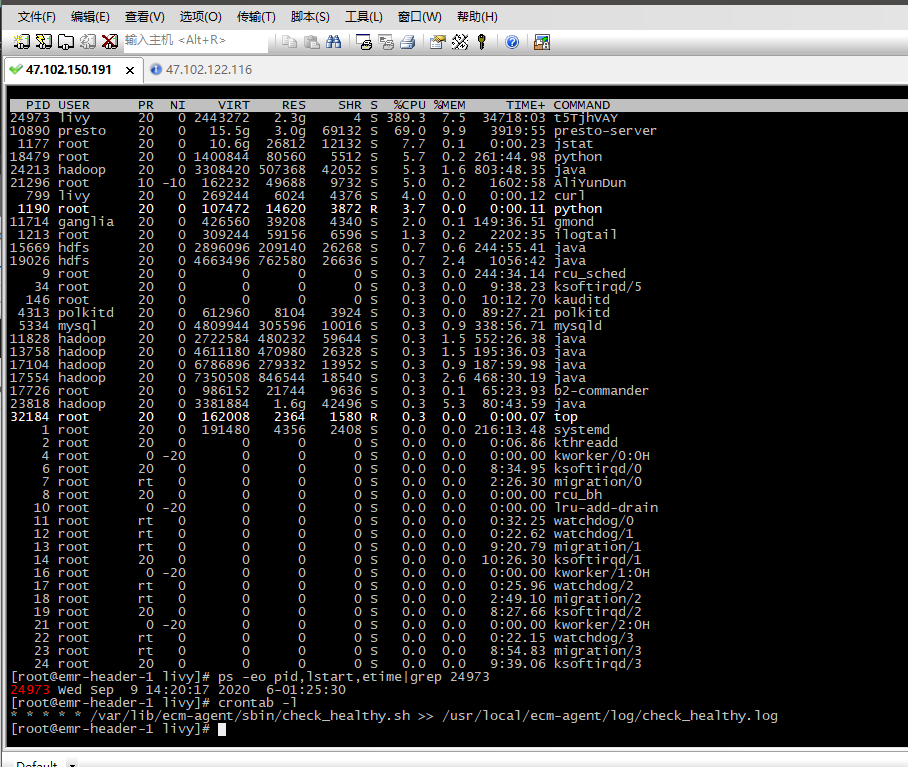 文件(F) 编辑(E) 查看(V) 选项(O) 传输(T) 脚本(S) 工具(L) 窗口(W) 帮助(H)
输入主机 <Alt+R>
47.102.150.191 × 47.102.122.116
PID USER PR NI VIRT RES SHR S %CPU %MEM TIME+ COMMAND
24973 livy 20 0 2443272 2.3g 4 S 389.3 7.5 34718:03 t5TjhVAY
10890 presto 20 0 15.5g 3.0g 69132 S 69.0 9.9 3919:55 presto-server
1177 root 20 0 10.6g 26812 12132 S 7.7 0.1 0:00.23 jstat
18479 root 20 0 1400844 80560 5512 S 5.7 0.2 261:44.98 python
24213 hadoop 20 0 3308420 507368 42052 S 5.3 1.6 803:48.35 java
21296 root 10 -10 162232 49688 9732 S 5.0 0.2 1602:58 AliYunDun
799 livy 20 0 269244 6024 4376 S 4.0 0.0 0:00.12 curl
1190 root 20 0 107472 14620 3872 R 3.7 0.0 0:00.11 python
11714 ganglia 20 0 426560 39208 4340 S 2.0 0.1 149:36.51 gmond
1213 root 20 0 309244 59156 6596 S 1.3 0.2 2202:35 ilogtail
15669 hdfs 20 0 2896096 209140 26268 S 0.7 0.6 244:55.41 java
19026 hdfs 20 0 4663496 762580 26636 S 0.7 2.4 1056:42 java
9 root 20 0 0 0 0 S 0.3 0.0 244:34.14 rcu_sched
34 root 20 0 0 0 0 S 0.3 0.0 9:38.23 ksoftirqd/5
146 root 20 0 0 0 0 S 0.3 0.0 10:12.70 kauditd
4313 polkitd 20 0 612960 8104 3924 S 0.3 0.0 89:27.21 polkitd
5334 mysql 20 0 4809944 305596 10016 S 0.3 0.9 338:56.71 mysqld
11828 hadoop 20 0 2722584 480232 59644 S 0.3 1.5 552:26.38 java
13758 hadoop 20 0 4611180 470980 26328 S 0.3 1.5 195:36.03 java
17104 hadoop 20 0 6786896 279332 13952 S 0.3 0.9 187:59.98 java
17554 hadoop 20 0 7350508 846544 18540 S 0.3 2.6 468:30.19 java
17726 root 20 0 986152 21744 9636 S 0.3 0.1 65:23.93 b2-commander
23818 hadoop 20 0 3381884 1.6g 42496 S 0.3 5.3 80:43.59 java
32184 root 20 0 162008 2364 1580 R 0.3 0.0 0:00.07 top
1 root 20 0 191480 4356 2408 S 0.0 0.0 216:13.48 systemd
2 root 20 0 0 0 0 S 0.0 0.0 0:06.86 kthreadd
4 root 0 -20 0 0 0 S 0.0 0.0 0:00.00 kworker/0:0H
6 root 20 0 0 0 0 S 0.0 0.0 8:34.95 ksoftirqd/0
7 root rt 0 0 0 0 S 0.0 0.0 2:26.30 migration/0
8 root 20 0 0 0 0 S 0.0 0.0 0:00.00 rcu_bh
10 root 0 -20 0 0 0 S 0.0 0.0 0:00.00 lru-add-drain
11 root rt 0 0 0 0 S 0.0 0.0 0:32.25 watchdog/0
12 root rt 0 0 0 0 S 0.0 0.0 0:22.62 watchdog/1
13 root rt 0 0 0 0 S 0.0 0.0 9:20.79 migration/1
14 root 20 0 0 0 0 S 0.0 0.0 10:26.30 ksoftirqd/1
16 root 0 -20 0 0 0 S 0.0 0.0 0:00.00 kworker/1:0H
17 root rt 0 0 0 0 S 0.0 0.0 0:25.96 watchdog/2
18 root rt 0 0 0 0 S 0.0 0.0 2:49.10 migration/2
19 root 20 0 0 0 0 S 0.0 0.0 8:27.66 ksoftirqd/2
21 root 0 -20 0 0 0 S 0.0 0.0 0:00.00 kworker/2:0H
22 root rt 0 0 0 0 S 0.0 0.0 0:22.15 watchdog/3
23 root rt 0 0 0 0 S 0.0 0.0 8:54.83 migration/3
24 root 20 0 0 0 0 S 0.0 0.0 9:39.06 ksoftirqd/3
[root@emr-header-1 livy]# ps -eo pid,lstart,etime|grep 24973
24973 Wed Sep 9 14:20:17 2020 6-01:25:30
[root@emr-header-1 livy]# crontab -l
* * * * * /var/lib/ecm-agent/sbin/check_healthy.sh >> /usr/local/ecm-agent/log/check_healthy.log
[root@emr-header-1 livy]#
Default